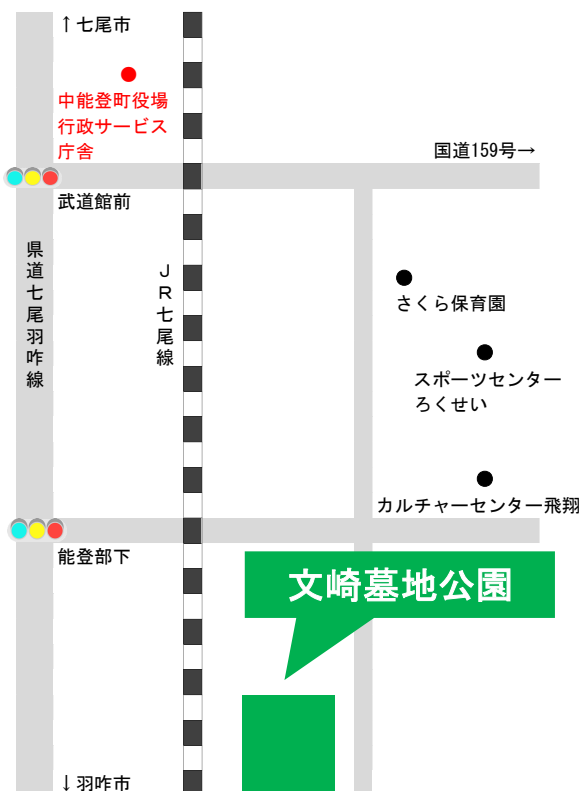 ↑七尾市
中能登町役場
行政サービス
庁舎
国道159号→
武道館前
県道七尾羽咋線
JR七尾線
さくら保育園
スポーツセンター
ろくせい
カルチャーセンター飛翔
能登部下
文崎墓地公園
↓羽咋市